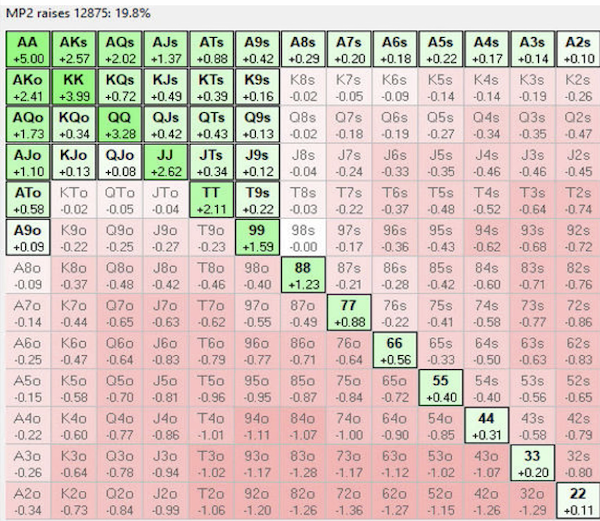 MP2 raises 12875: 19.8%
AA AKs AQs AJs ATs A9s A8s A7s A6s A5s A4s A3s A2s
+5.00 +2.57 +2.02 +1.37 +0.88 +0.42 +0.29 +0.20 +0.18 +0.22 +0.17 +0.14 +0.10
AKo KK KQs KJs KTs K9s K8s K7s K6s K5s K4s K3s K2s
+2.41 +3.99 +0.72 +0.49 +0.39 +0.16 -0.02 -0.05 -0.09 -0.14 -0.14 -0.19 -0.26
AQo KQo QQ QJs QTs Q9s Q8s Q7s Q6s Q5s Q4s Q3s Q2s
+1.73 +0.34 +3.28 +0.42 +0.43 +0.13 -0.02 -0.18 -0.19 -0.27 -0.34 -0.35 -0.47
AJo KJo QJo JJ JTs J9s J8s J7s J6s J5s J4s J3s J2s
+1.10 +0.13 +0.08 +2.62 +0.34 +0.12 -0.04 -0.24 -0.33 -0.35 -0.46 -0.46 -0.45
ATo KTo QTo JTo TT T9s T8s T7s T6s T5s T4s T3s T2s
+0.58 -0.02 -0.05 -0.04 +2.11 +0.22 -0.03 -0.22 -0.37 -0.48 -0.52 -0.64 -0.74
A9o K9o Q9o J9o T9o 99 98s 97s 96s 95s 94s 93s 92s
+0.09 -0.22 -0.25 -0.27 -0.23 +1.59 -0.00 -0.17 -0.36 -0.43 -0.62 -0.68 -0.72
A8o K8o Q8o J8o T8o 98o 88 87s 86s 85s 84s 83s 82s
-0.09 -0.37 -0.48 -0.42 -0.46 -0.40 +1.23 -0.21 -0.28 -0.42 -0.60 -0.71 -0.76
A7o K7o Q7o J7o T7o 97o 87o 77 76s 75s 74s 73s 72s
-0.14 -0.44 -0.65 -0.63 -0.62 -0.55 -0.49 +0.88 -0.22 -0.41 -0.58 -0.77 -0.86
A6o K6o Q6o J6o T6o 96o 86o 76o 66 65s 64s 63s 62s
-0.25 -0.47 -0.64 -0.83 -0.79 -0.77 -0.71 -0.64 +0.56 -0.33 -0.50 -0.63 -0.83
A5o K5o Q5o J5o T5o 95o 85o 75o 65o 55 54s 53s 52s
-0.15 -0.58 -0.70 -0.81 -0.96 -0.95 -0.87 -0.84 -0.72 +0.40 -0.40 -0.56 -0.65
A4o K4o Q4o J4o T4o 94o 84o 74o 64o 54o 44 43s 42s
-0.22 -0.60 -0.77 -0.86 -1.01 -1.11 -1.07 -1.00 -0.90 -0.85 +0.31 -0.58 -0.79
A3o K3o Q3o J3o T3o 93o 83o 73o 63o 53o 43o 33 32s
-0.26 -0.64 -0.78 -0.94 -1.02 -1.17 -1.28 -1.17 -1.12 -1.02 -1.07 +0.20 -0.80
A2o K2o Q2o J2o T2o 92o 82o 72o 62o 52o 42o 32o 22
-0.34 -0.73 -0.84 -0.99 -1.06 -1.20 -1.26 -1.36 -1.27 -1.15 -1.26 -1.29 +0.11